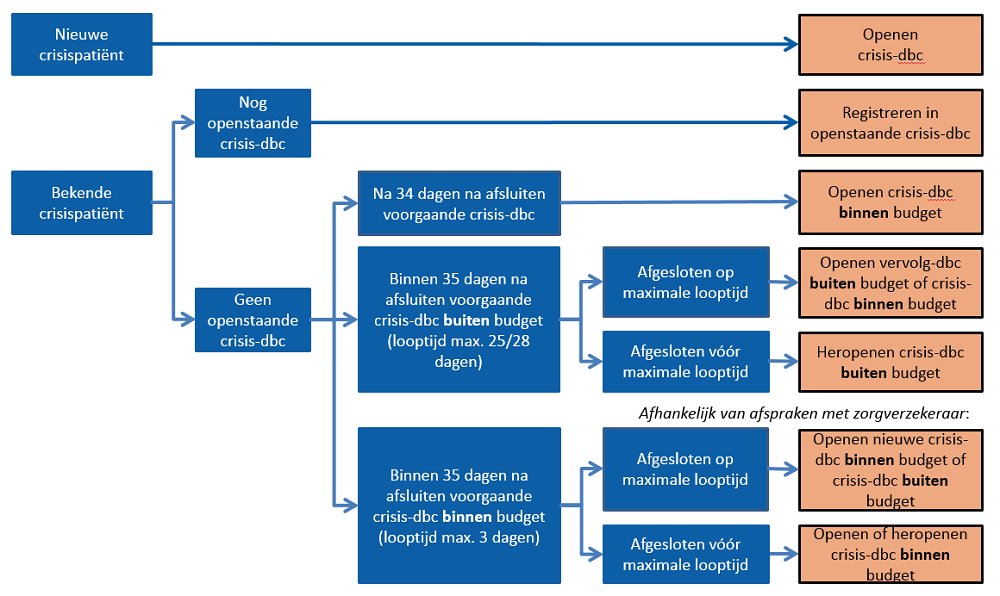 Nieuwe
crisispatiënt
Openen
crisis-dbc
Nog
openstaande
crisis-dbc
Registreren in
openstaande crisis-dbc
Bekende
crisispatiënt
Na 34 dagen na afsluiten
voorgaande crisis-dbc
Openen crisis-dbc
binnen budget
Geen
openstaande
crisis-dbc
Binnen 35 dagen na
afsluiten voorgaande
crisis-dbc buiten budget
(looptijd max. 25/28
dagen)
Afgesloten op
maximale looptijd
Openen vervolg-dbc
buiten budget of crisis-
dbc binnen budget
Afgesloten vóór
maximale looptijd
Heropenen crisis-dbc
buiten budget
Afhankelijk van afspraken met zorgverzekeraar:
Binnen 35 dagen na
afsluiten voorgaande
crisis-dbc binnen budget
(looptijd max. 3 dagen)
Afgesloten op
maximale looptijd
Openen nieuwe crisis-
dbc binnen budget of
crisis-dbc buiten
budget
Afgesloten vóór
maximale looptijd
Openen of heropenen
crisis-dbc binnen
budget